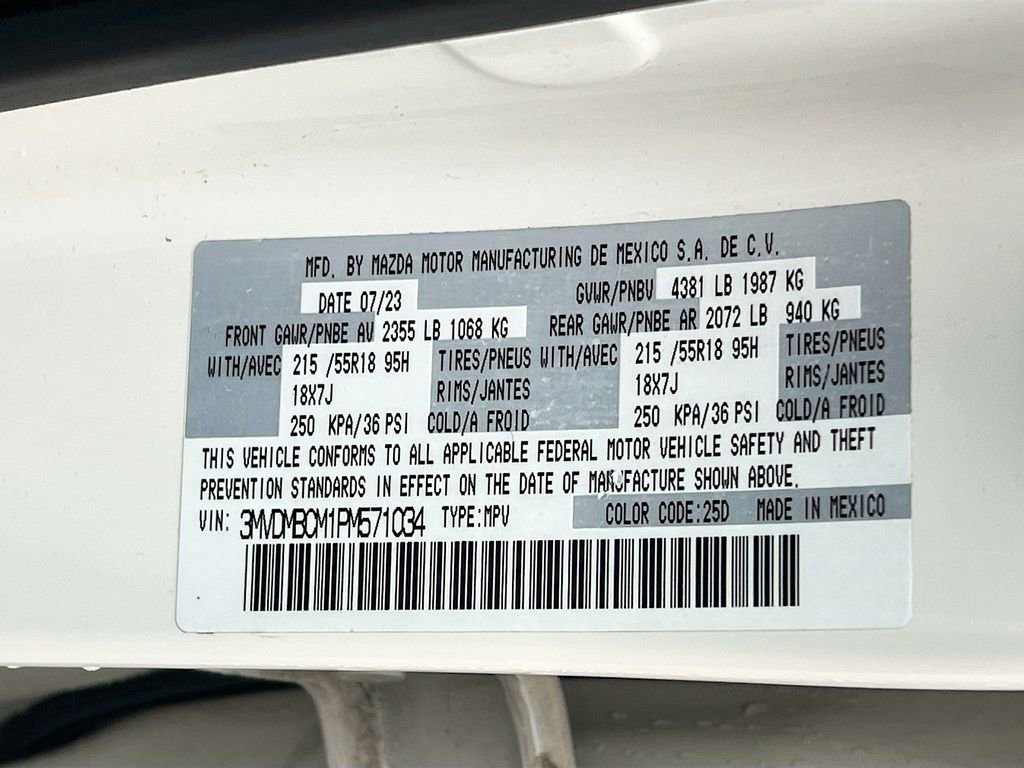 MFD. BY MAZDA MOTOR MANUFACTURING DE MEXICO S.A. DE C.V.
DATE 07/23 GVWR/PNBV 4381 LB 1987 KG
FRONT GAWR/PNBE AV 2355 LB 1068 KG REAR GAWR/PNBE AR 2072 LB 940 KG
WITH/AVEC 215 /55R18 95H TIRES/PNEUS WITH/AVEC 215 /55R18 95H TIRES/PNEUS
18X7J RIMS/JANTES 18X7J RIMS/JANTES
250 KPA/36 PSI COLD/A FROID 250 KPA/36 PSI COLD/A FROID
THIS VEHICLE CONFORMS TO ALL APPLICABLE FEDERAL MOTOR VEHICLE SAFETY AND THEFT
PREVENTION STANDARDS IN EFFECT ON THE DATE OF MANUFACTURE SHOWN ABOVE.
VIN: 3MVDMBCM1PM571034 TYPE:MPV COLOR CODE:25D MADE IN MEXICO